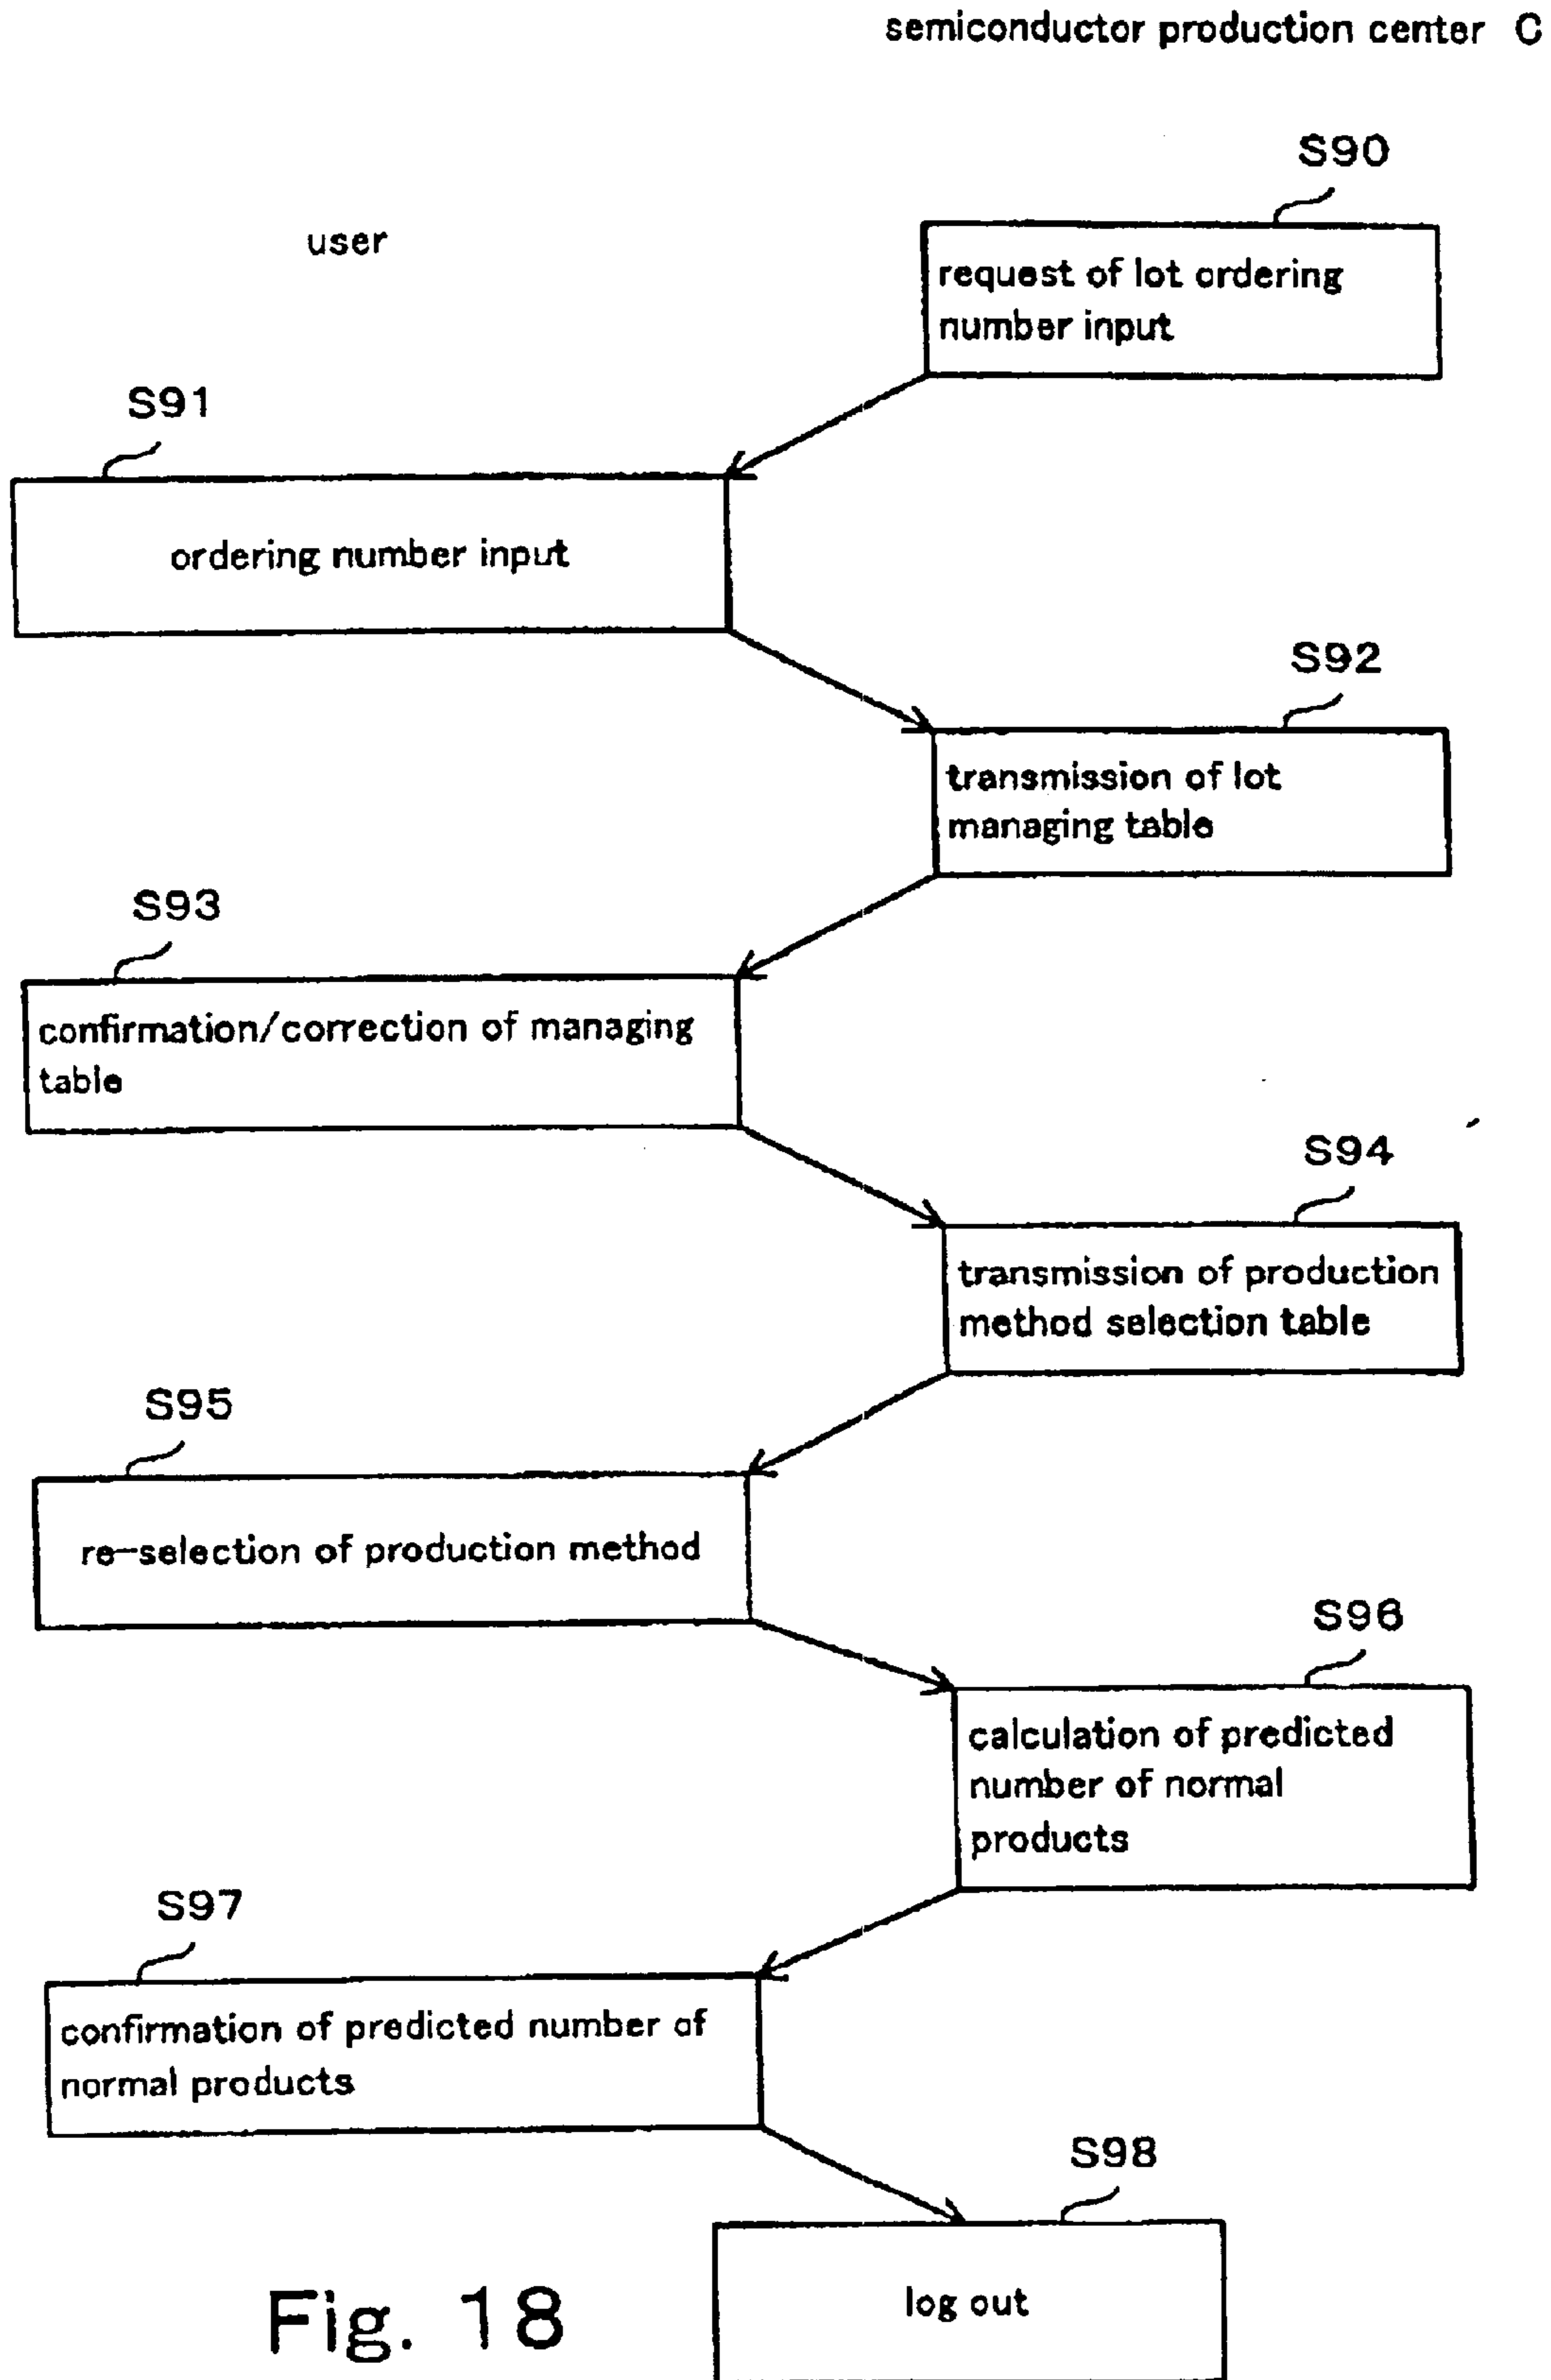 semiconductor production center C
S90
user
request of lot ordering
number input
S91
ordering number input
S92
transmission of lot
managing table
S93
confirmation/correction of managing
table
S94
transmission of production
method selection table
S95
re-selection of production method
S96
calculation of predicted
number of normal
products
S97
confirmation of predicted number of
normal products
S98
log out
Fig. 18